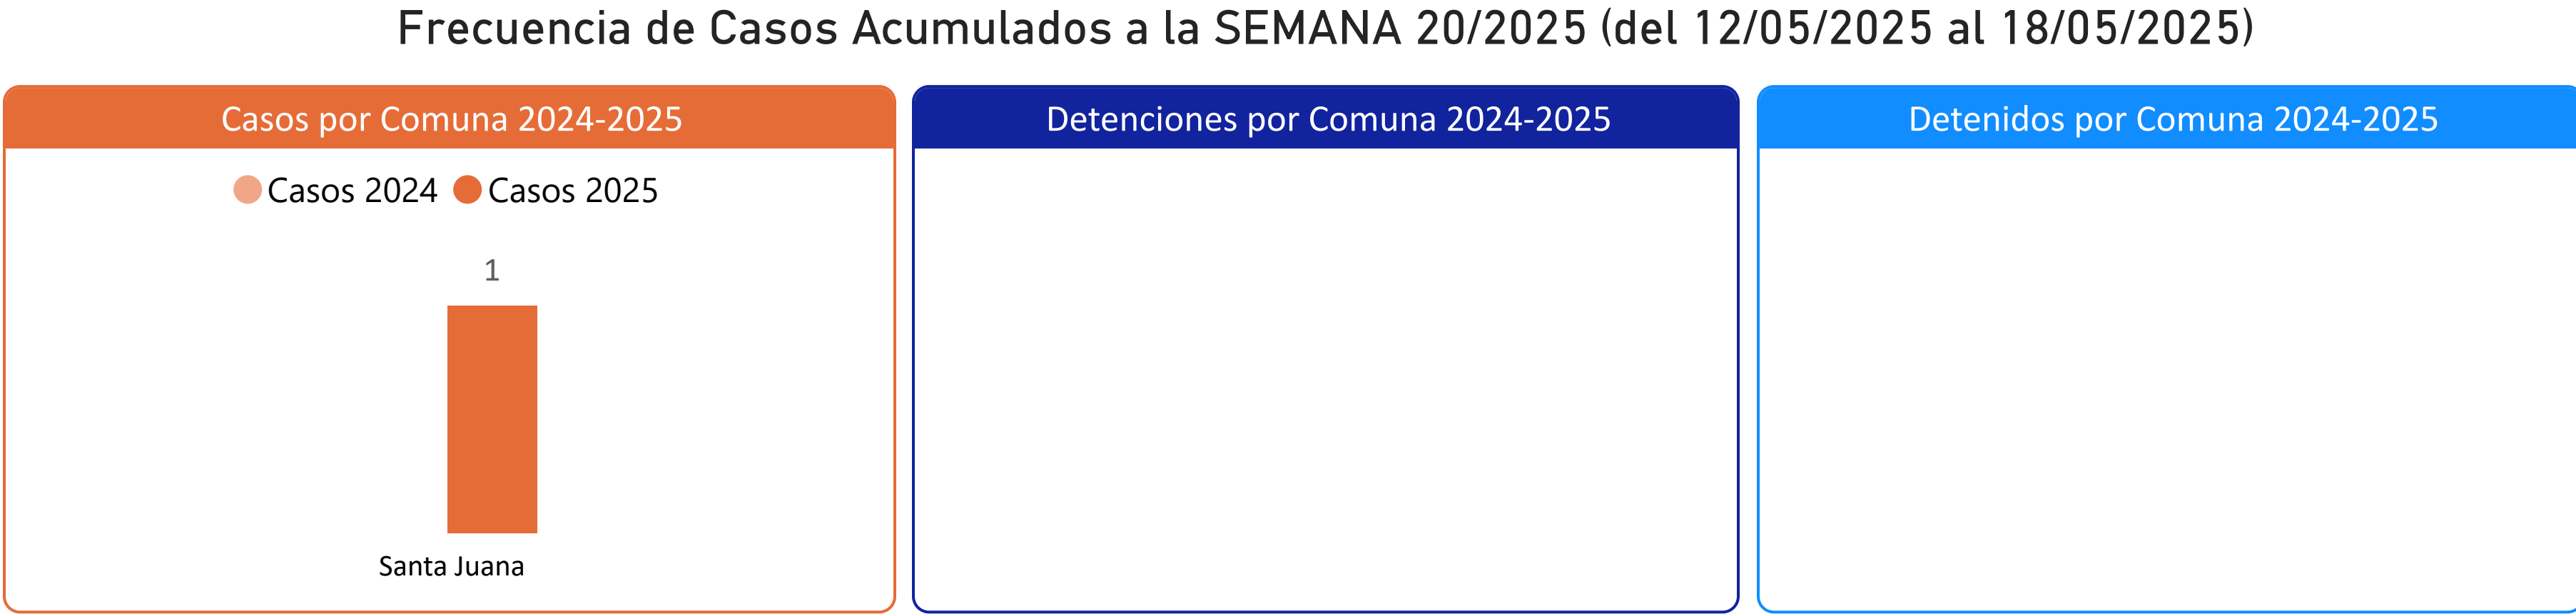 Frecuencia de Casos Acumulados a la SEMANA 20/2025 (del 12/05/2025 al 18/05/2025)
Casos por Comuna 2024-2025
Casos 2024 Casos 2025
1
Santa Juana
Detenciones por Comuna 2024-2025
Detenidos por Comuna 2024-2025